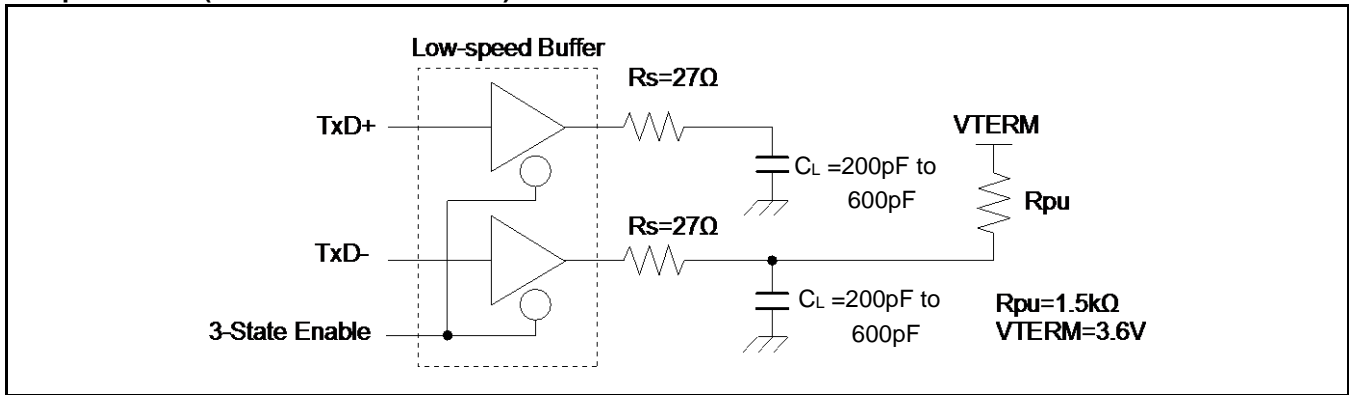 Low-speed Buffer
Rs=27Ω
TxD+
VTERM
CL =200pF to
600pF
Rpu
Rs=27Ω
TxD-
CL =200pF to
600pF
Rpu=1.5kΩ
VTERM=3.6V
3-State Enable